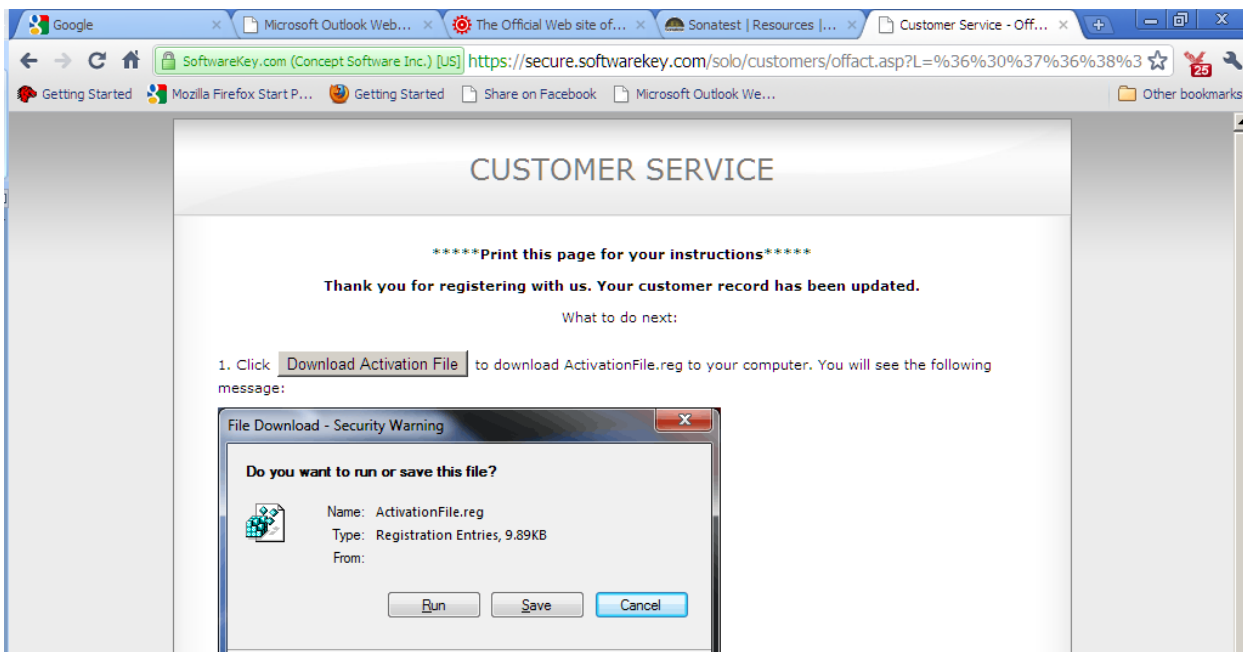 Google
Microsoft Outlook Web...
The Official Web site of...
Sonatest | Resources |...
Customer Service - Off...
SoftwareKey.com (Concept Software Inc.) [US] https://secure.softwarekey.com/solo/customers/offact.asp?L=%36%30%37%36%38%3
25
Getting Started
Mozilla Firefox Start P...
Getting Started
Share on Facebook
Microsoft Outlook We...
Other bookmarks
CUSTOMER SERVICE
*****Print this page for your instructions*****
Thank you for registering with us. Your customer record has been updated.
What to do next:
1. Click Download Activation File to download ActivationFile.reg to your computer. You will see the following
message:
File Download - Security Warning
Do you want to run or save this file?
Name: ActivationFile.reg
Type: Registration Entries, 9.89KB
From:
Run Save Cancel